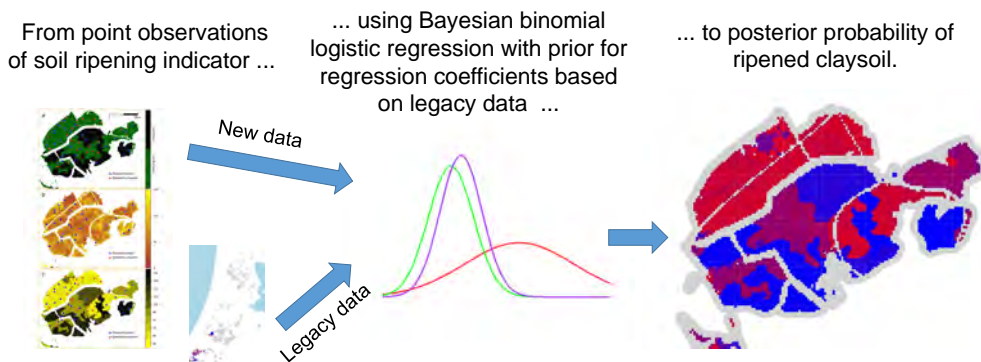 From point observations
of soil ripening indicator ...
... using Bayesian binomial
logistic regression with prior for
regression coefficients based
on legacy data ...
... to posterior probability of
ripened claysoil.
New data
Legacy data